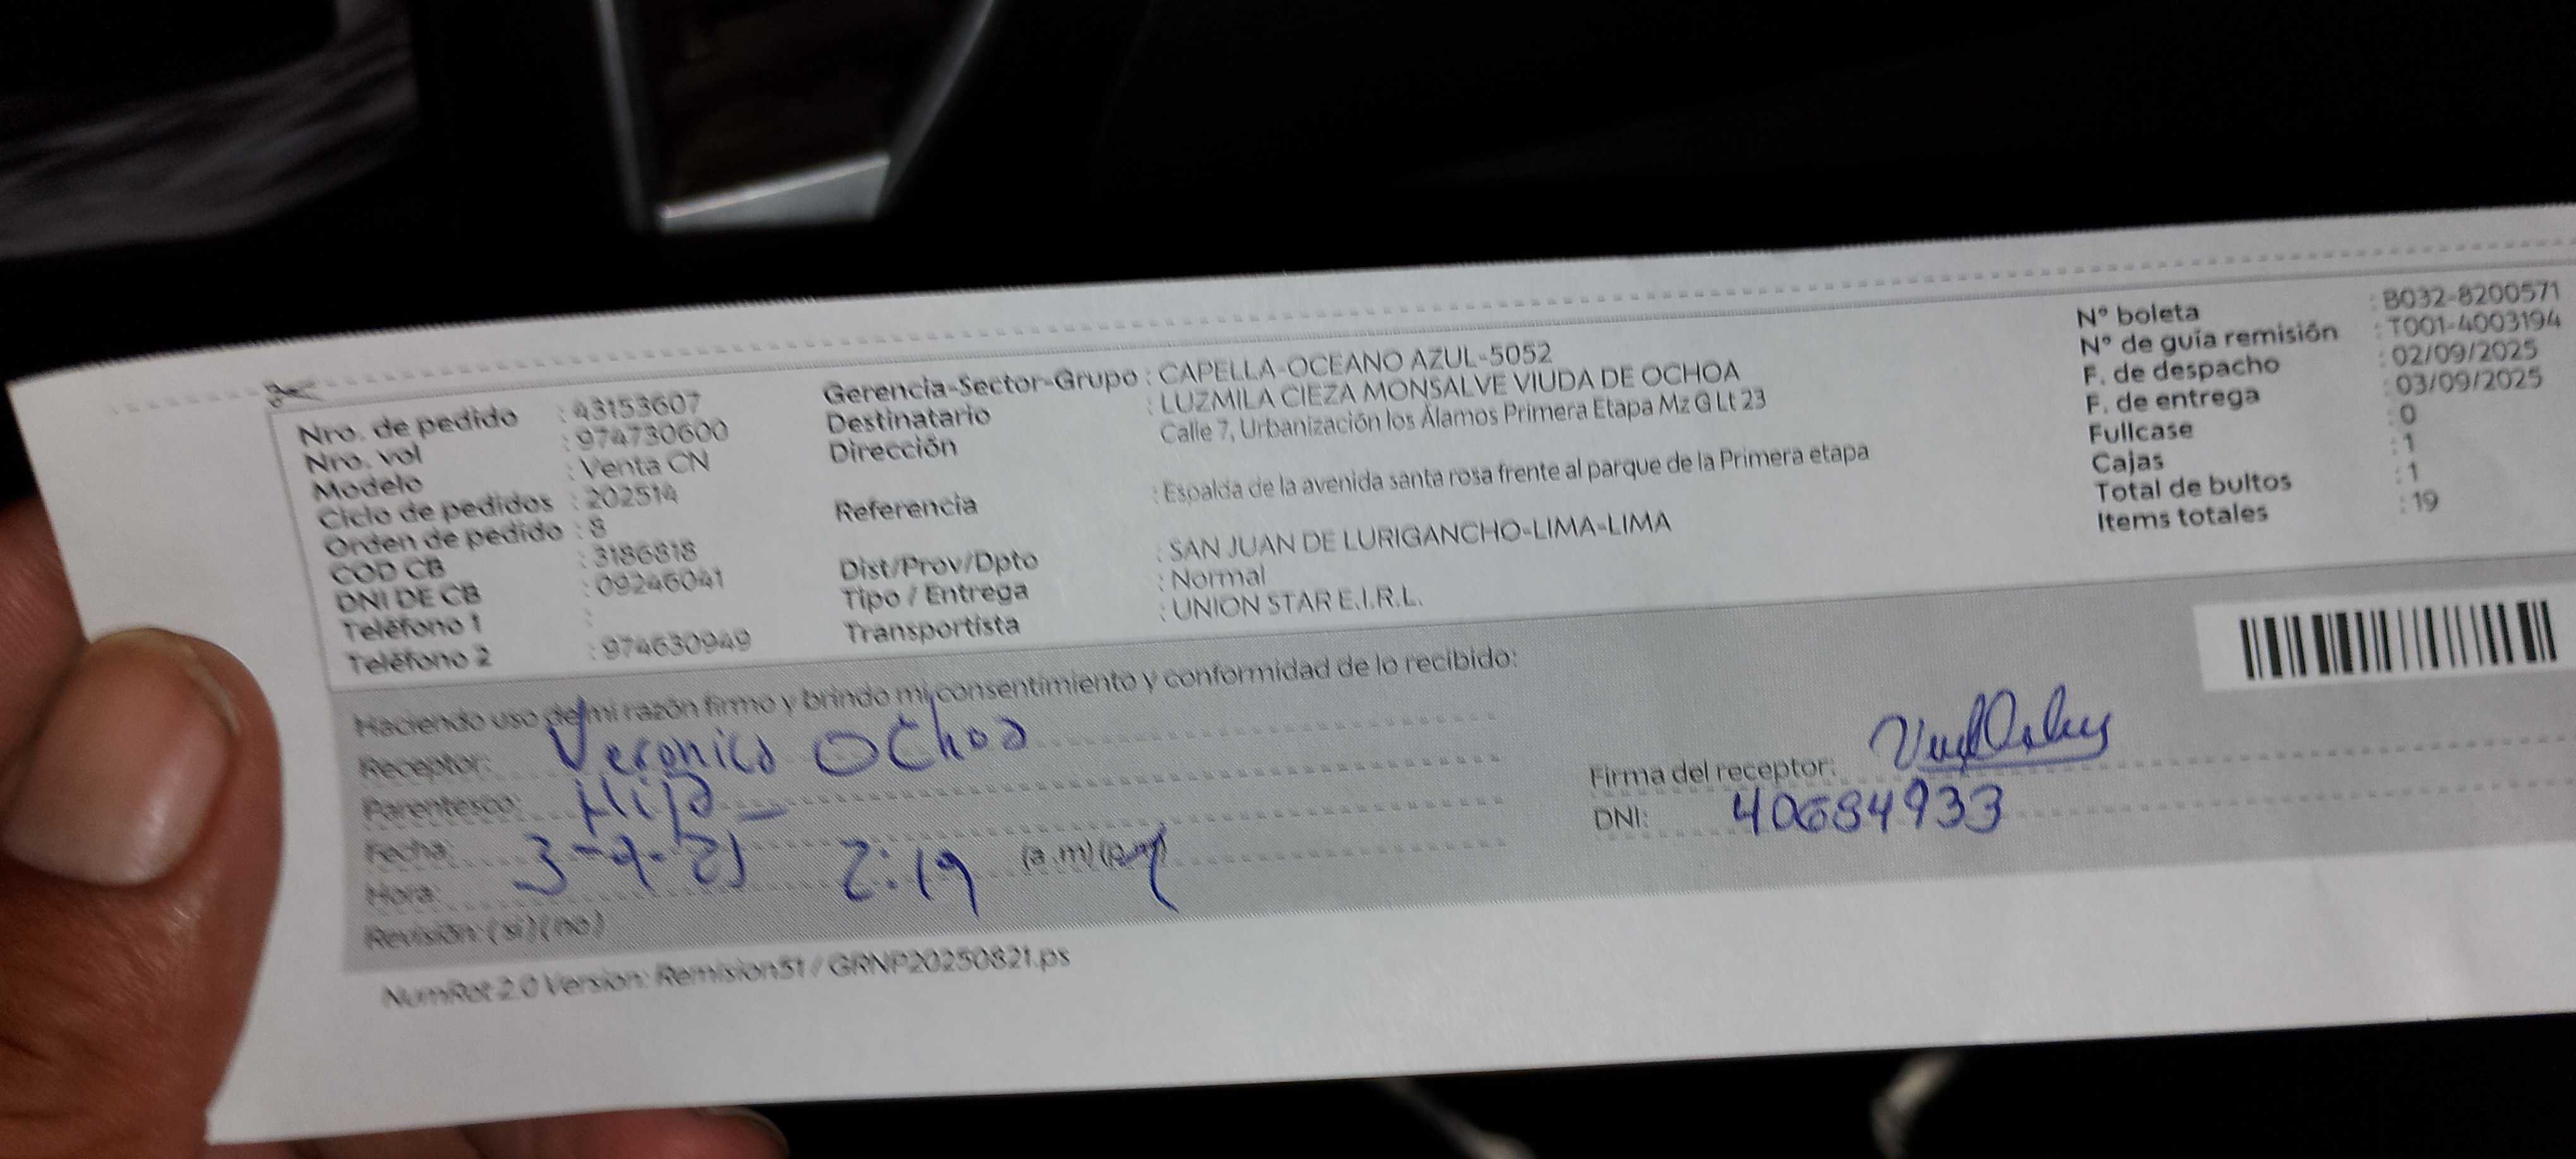 Nro. de pedido : 43153607
Nro. vol : 974730600
Modelo : Venta CN
Ciclo de pedidos : 202514
Orden de pedido : 8
COD CB : 3186818
DNI DE CB : 09246041
Teléfono 1 :
Teléfono 2 : 974630949
Gerencia-Sector-Grupo : CAPELLA-OCEANO AZUL-5052
Destinatario : LUZMILA CIEZA MONSALVE VIUDA DE OCHOA
Dirección Calle 7, Urbanización los Álamos Primera Etapa Mz G Lt 23
Referencia : Espalda de la avenida santa rosa frente al parque de la Primera etapa
Dist/Prov/Dpto : SAN JUAN DE LURIGANCHO-LIMA-LIMA
Tipo / Entrega : Normal
Transportista : UNION STAR E.I.R.L.
N° boleta : B032-8200571
N° de guía remisión : T001-4003194
F. de despacho : 02/09/2025
F. de entrega : 03/09/2025
Fullcase : 0
Cajas : 1
Total de bultos : 1
Items totales : 19
Haciendo uso de mi razón firmo y brindo mi consentimiento y conformidad de lo recibido:
Receptor: Veronica Ochoa
Parentesco: Hija
Fecha: 3-9-25
Hora: 2:19 (a.m)(p.m)
Revisión: (si)(no)
Firma del receptor:
DNI: 40684933
NumRot 2.0 Version: Remision51 / GRNP20250821.ps